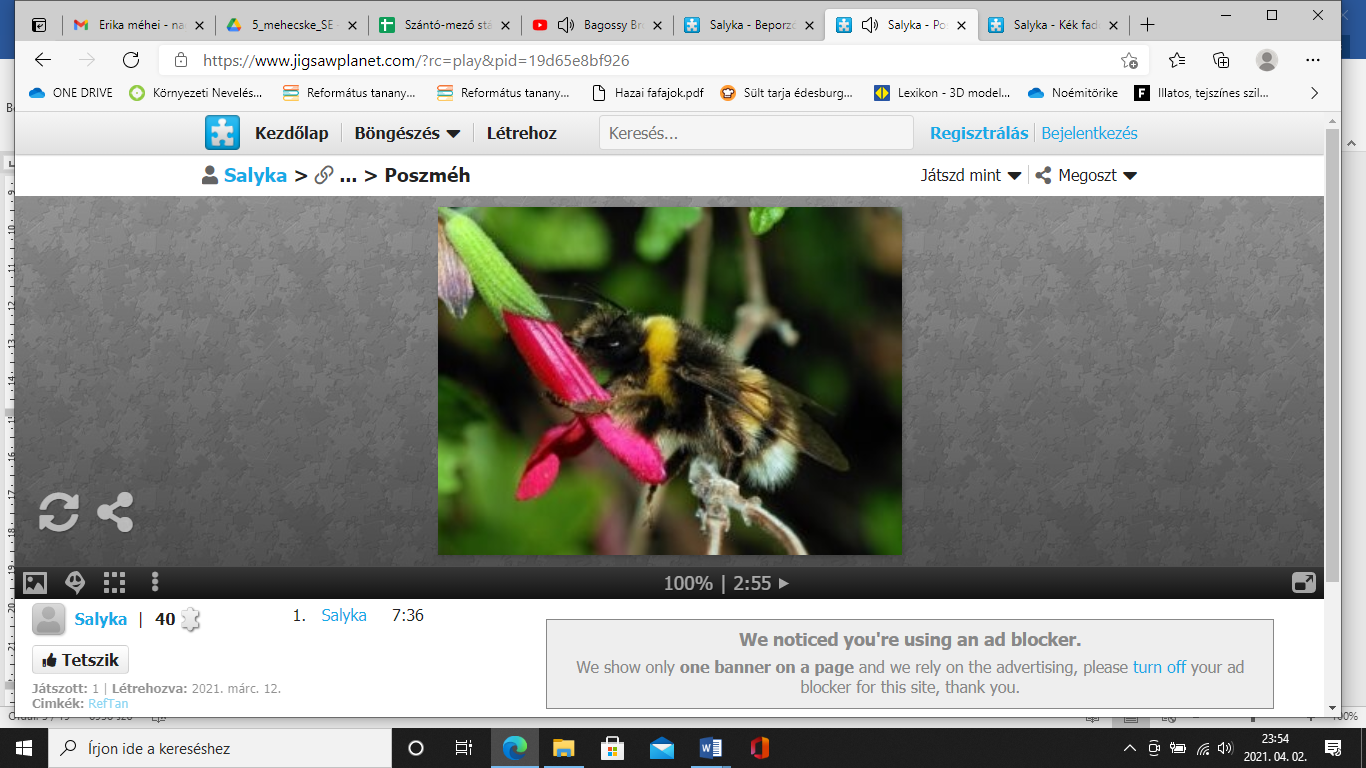 Erika méhei - na
5_mehecske_SE
Szántó-mező stá
Bagossy Br
Salyka - Beporzó
Salyka - Pos
Salyka - Kék fad
https://www.jigsawplanet.com/?rc=play&pid=19d65e8bf926
ONE DRIVE
Környezeti Nevelés...
Református tanany...
Református tanany...
Hazai fafajok.pdf
Sült tarja édesburg...
Lexikon - 3D model...
Noémitörike
Illatos, tejszínes szil...
Kezdőlap
Böngészés
Létrehoz
Keresés...
Regisztrálás
Bejelentkezés
Salyka > ... > Poszméh
Játszd mint
Megoszt
100% | 2:55
Salyka | 40
1. Salyka 7:36
Tetszik
Játszott: 1 | Létrehozva: 2021. márc. 12.
Címkék: RefTan
We noticed you're using an ad blocker.
We show only one banner on a page and we rely on the advertising, please turn off your ad
blocker for this site, thank you.
100%
Írjon ide a kereséshez
23:54
2021. 04. 02.